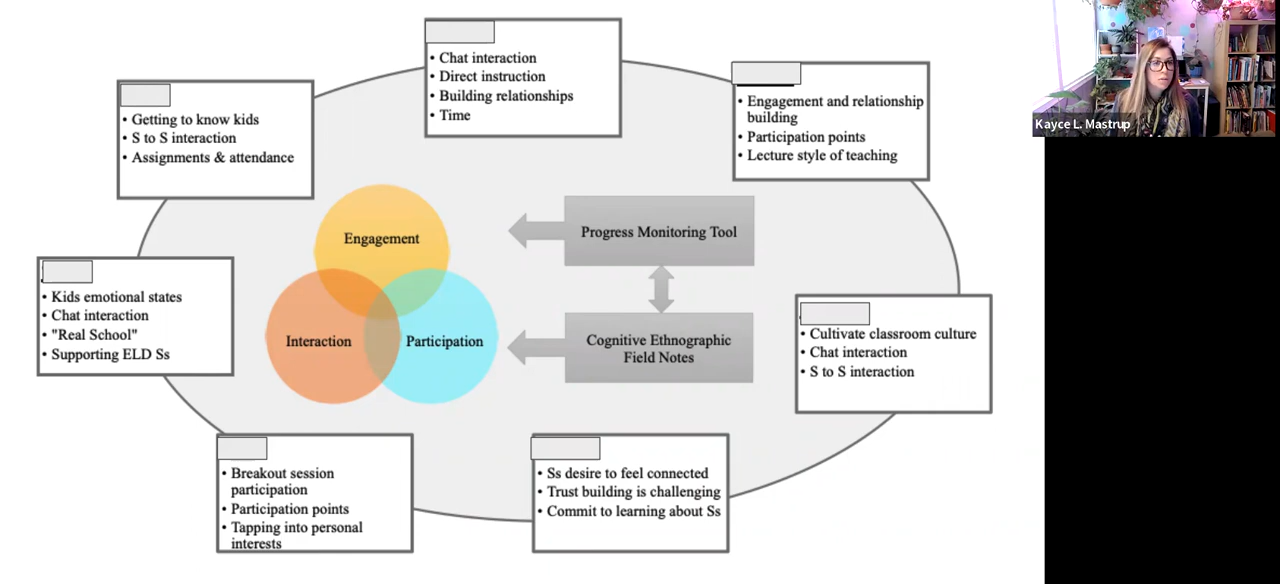 • Chat interaction
• Direct instruction
• Building relationships
• Time
Kayce L. Mastrup
• Getting to know kids
• S to S interaction
• Assignments & attendance
• Engagement and relationship
building
• Participation points
• Lecture style of teaching
Engagement
Progress Monitoring Tool
• Kids emotional states
• Chat interaction
• "Real School"
• Supporting ELD Ss
Interaction
Participation
Cognitive Ethnographic
Field Notes
• Cultivate classroom culture
• Chat interaction
• S to S interaction
• Breakout session
participation
• Participation points
• Tapping into personal
interests
• Ss desire to feel connected
• Trust building is challenging
• Commit to learning about Ss